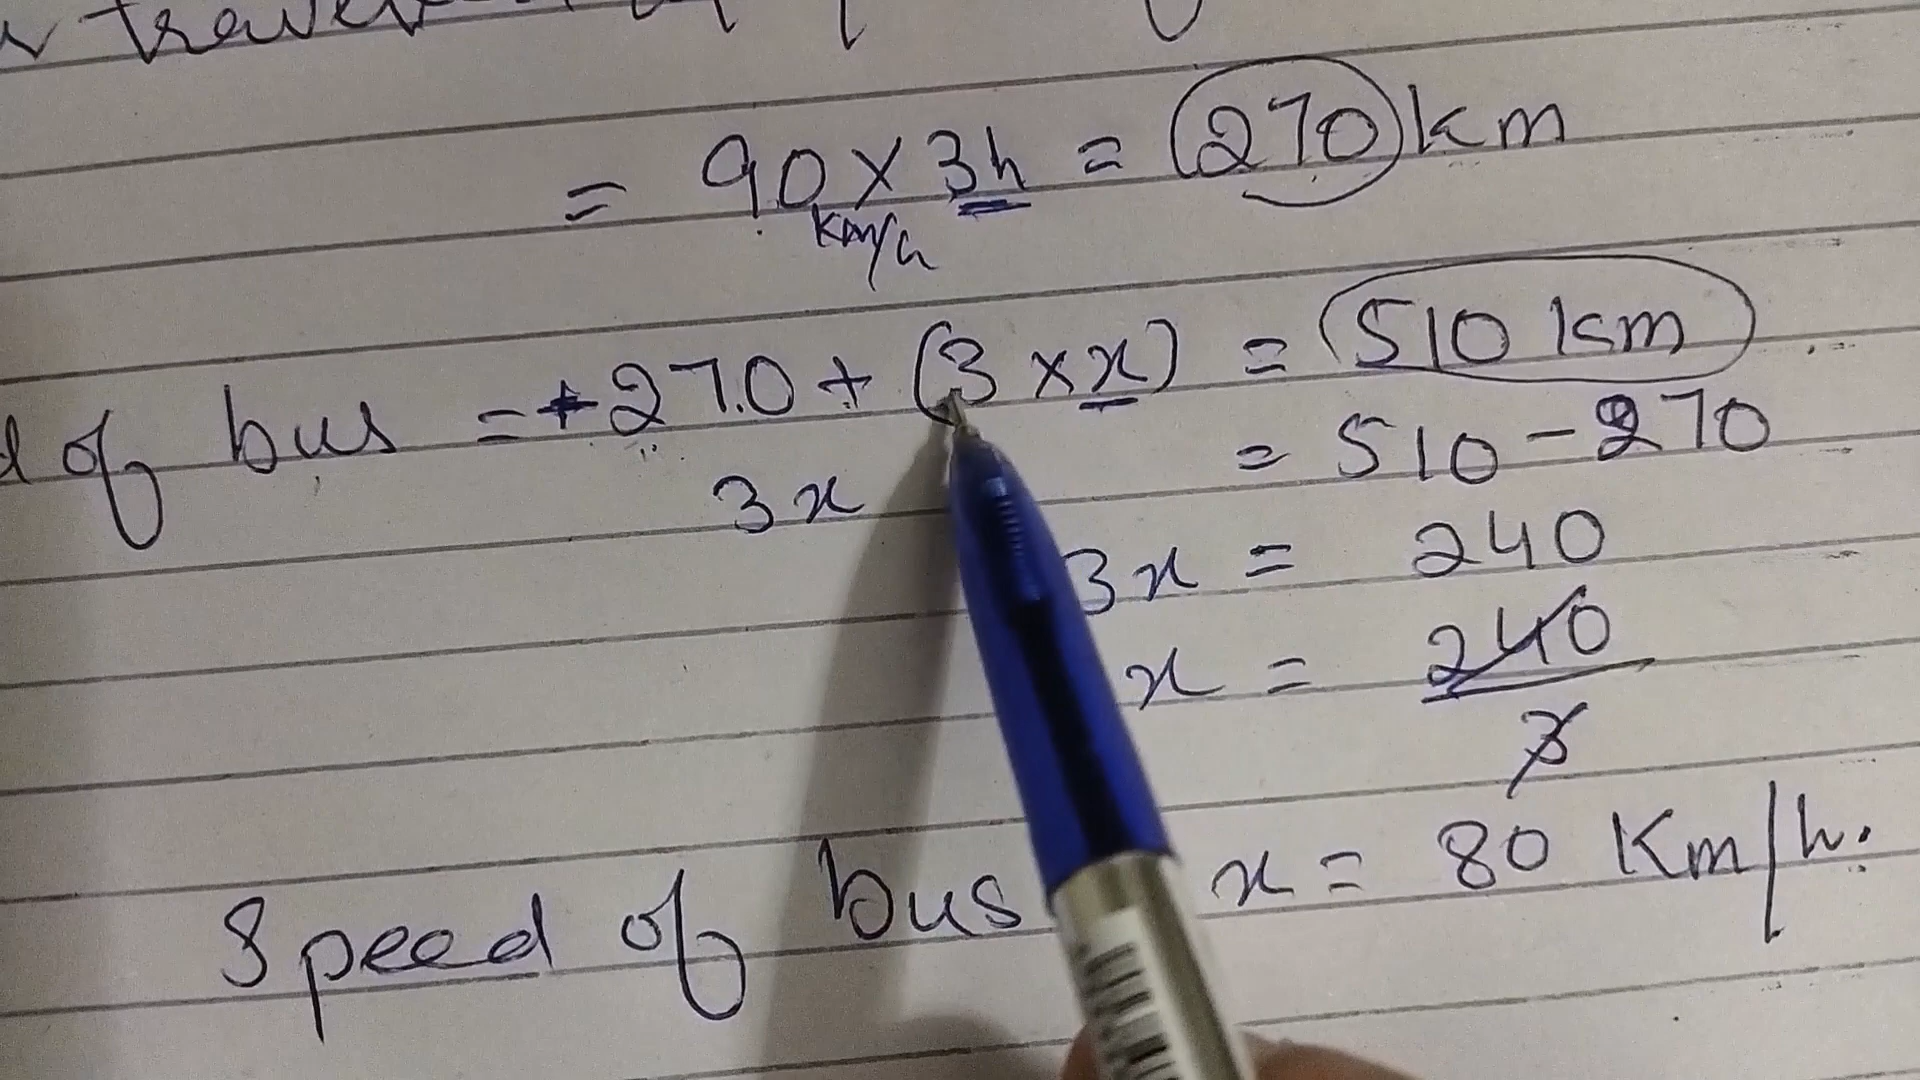 = 90 × 3h = 270 km
km/h
of bus = +270 + (3 × x) = 510 km
3x = 510 - 270
3x = 240
x = 240
3
Speed of bus x = 80 Km/h.